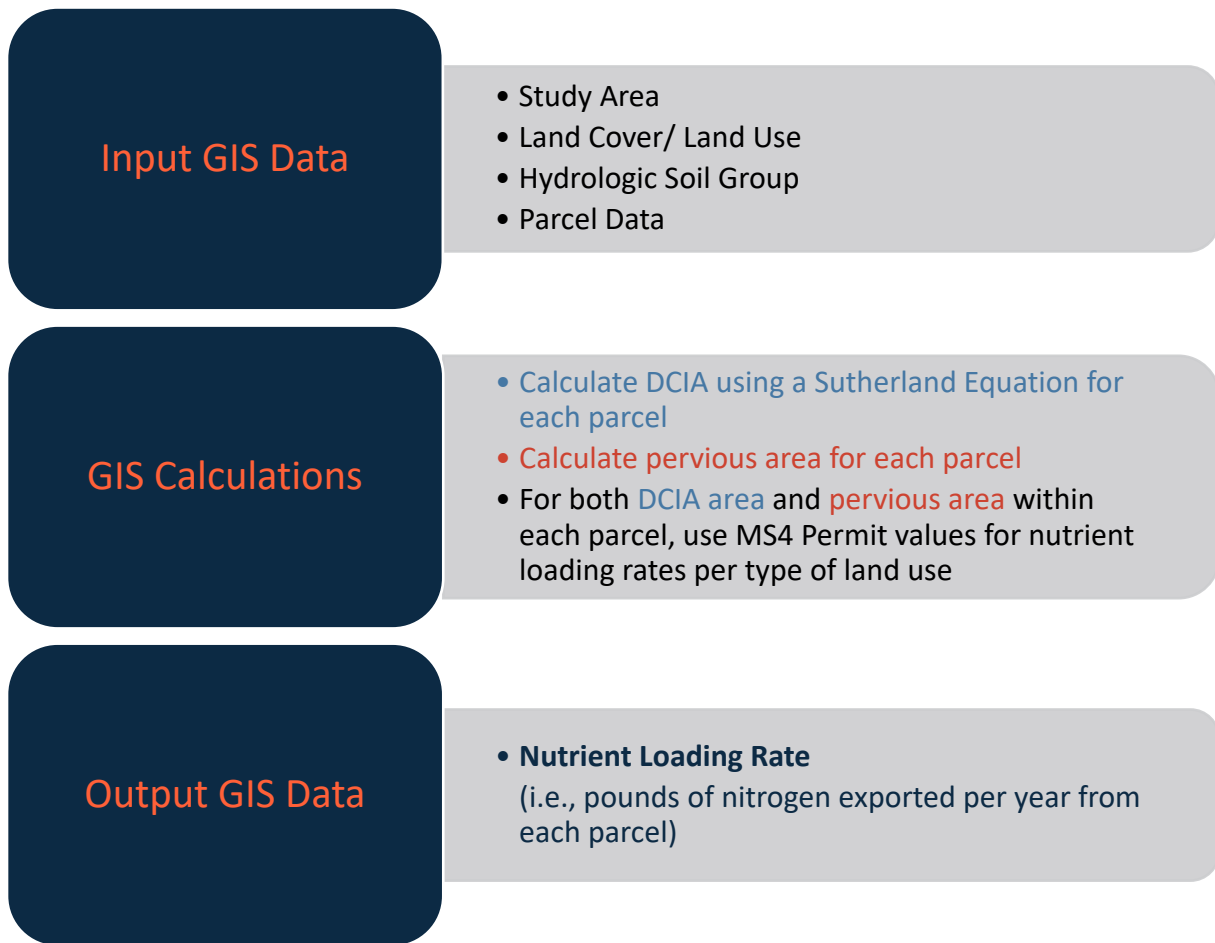 Input GIS Data
• Study Area
• Land Cover/ Land Use
• Hydrologic Soil Group
• Parcel Data
GIS Calculations
• Calculate DCIA using a Sutherland Equation for
each parcel
• Calculate pervious area for each parcel
• For both DCIA area and pervious area within
each parcel, use MS4 Permit values for nutrient
loading rates per type of land use
Output GIS Data
• Nutrient Loading Rate
(i.e., pounds of nitrogen exported per year from
each parcel)